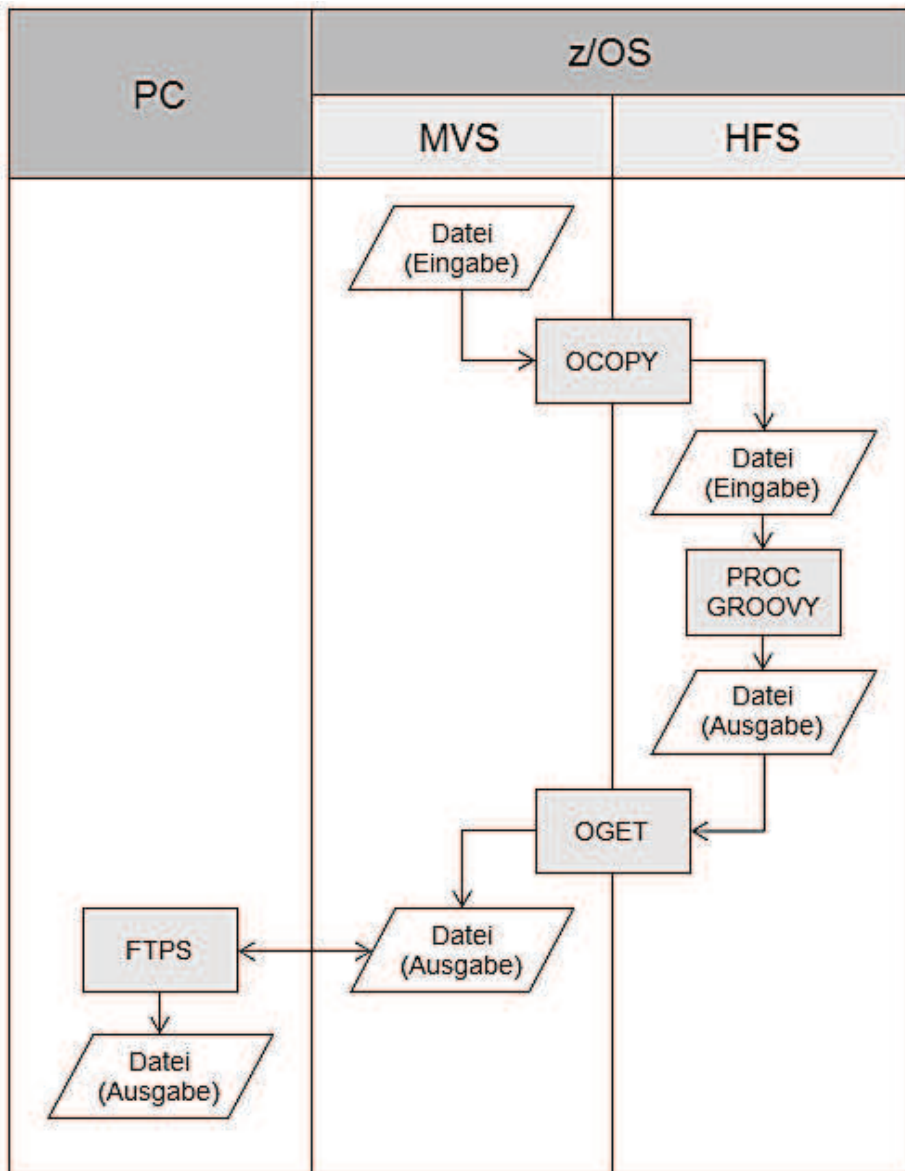 PC
z/OS
MVS
HFS
Datei
(Eingabe)
OCOPY
Datei
(Eingabe)
PROC
GROOVY
Datei
(Ausgabe)
OGET
FTPS
Datei
(Ausgabe)
Datei
(Ausgabe)